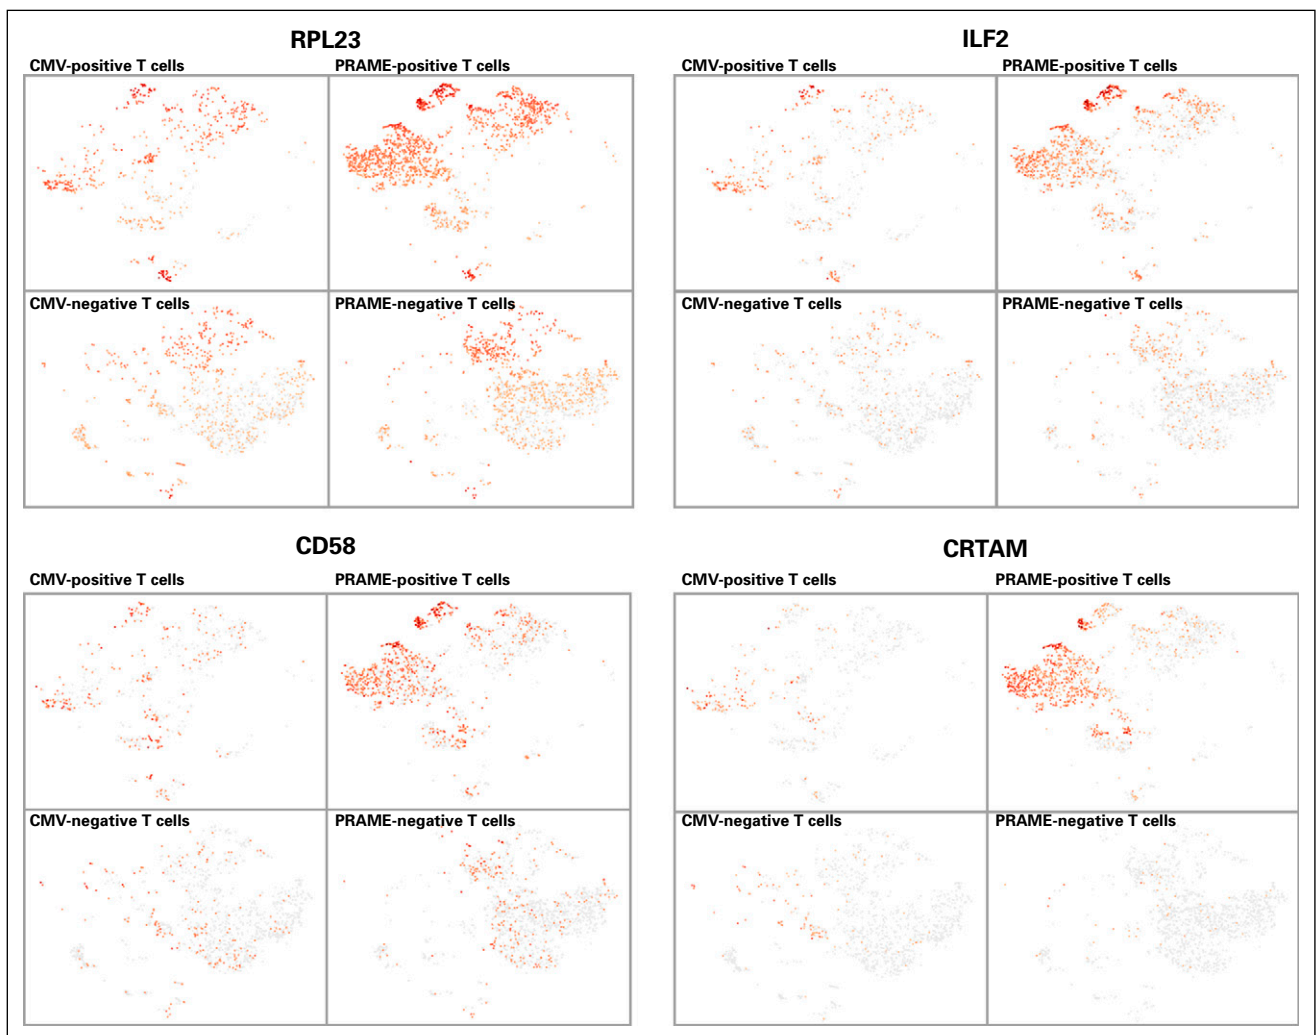 RPL23
CMV-positive T cells PRAME-positive T cells
CMV-negative T cells PRAME-negative T cells
ILF2
CMV-positive T cells PRAME-positive T cells
CMV-negative T cells PRAME-negative T cells
CD58
CMV-positive T cells PRAME-positive T cells
CMV-negative T cells PRAME-negative T cells
CRTAM
CMV-positive T cells PRAME-positive T cells
CMV-negative T cells PRAME-negative T cells